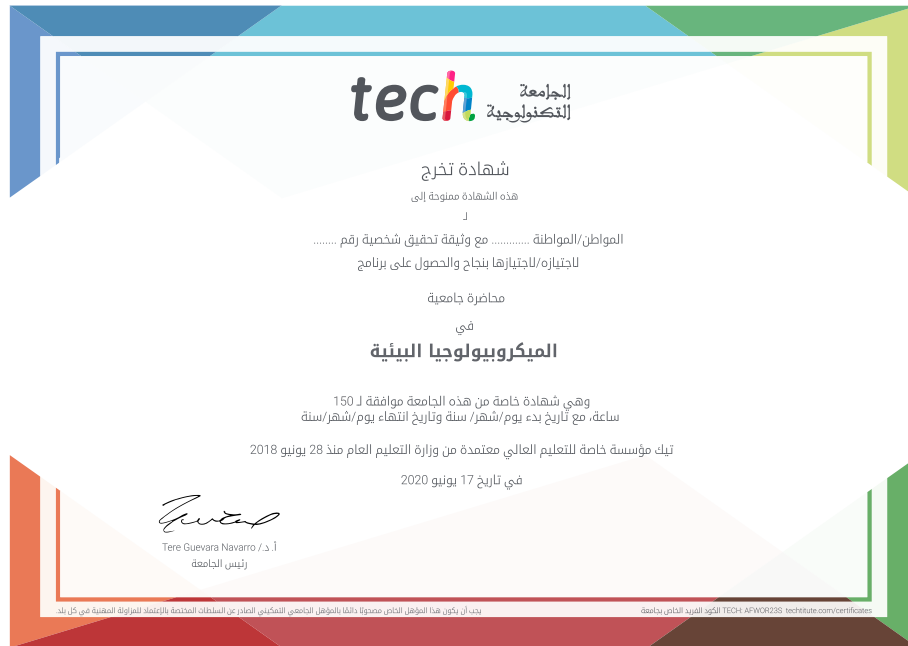 tech الجامعة
التكنولوجية
شهادة تخرج
هذه الشهادة ممنوحة إلى
لـ
المواطن/المواطنة ............. مع وثيقة تحقيق شخصية رقم ........
لاجتيازه/لاجتيازها بنجاح والحصول على برنامج
محاضرة جامعية
في
الميكروبيولوجيا البيئية
وهي شهادة خاصة من هذه الجامعة موافقة لـ 150
ساعة، مع تاريخ بدء يوم/شهر/ سنة وتاريخ انتهاء يوم/شهر/سنة
تيك مؤسسة خاصة للتعليم العالي معتمدة من وزارة التعليم العام منذ 28 يونيو 2018
في تاريخ 17 يونيو 2020
أ. د./ Tere Guevara Navarro
رئيس الجامعة
يجب أن يكون هذا المؤهل الخاص مصحوبًا دائمًا بالمؤهل الجامعي التمكيني الصادر عن السلطات المختصة بالإعتماد للمزاولة المهنية في كل بلد.
الكود الفريد الخاص بجامعة TECH: AFWOR23S techtitute.com/certificates